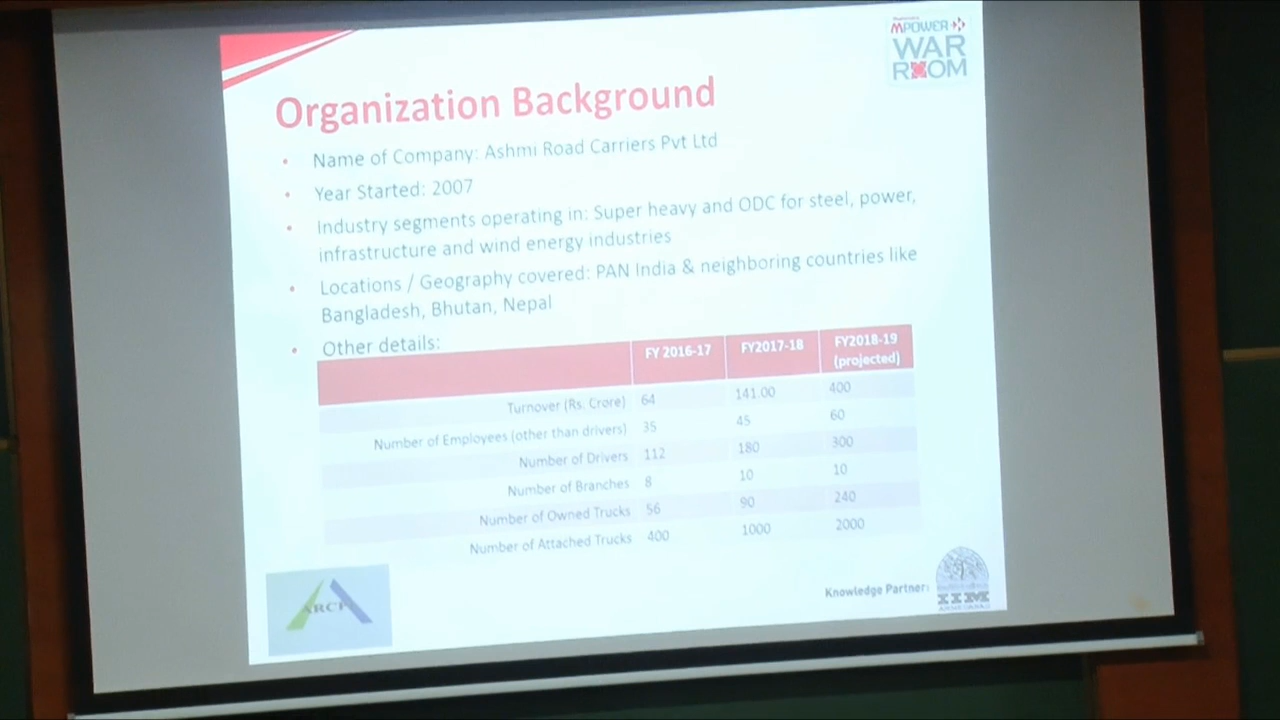 Mahindra
MPOWER
WAR
ROOM
Organization Background
• Name of Company: Ashmi Road Carriers Pvt Ltd
• Year Started: 2007
• Industry segments operating in: Super heavy and ODC for steel, power,
infrastructure and wind energy industries
• Locations / Geography covered: PAN India & neighboring countries like
Bangladesh, Bhutan, Nepal
• Other details:
FY 2016-17 FY2017-18 FY2018-19
(projected)
Turnover (Rs. Crore) 64 141.00 400
Number of Employees (other than drivers) 35 45 60
Number of Drivers 112 180 300
Number of Branches 8 10 10
Number of Owned Trucks 56 90 240
Number of Attached Trucks 400 1000 2000
Knowledge Partner:
IIM